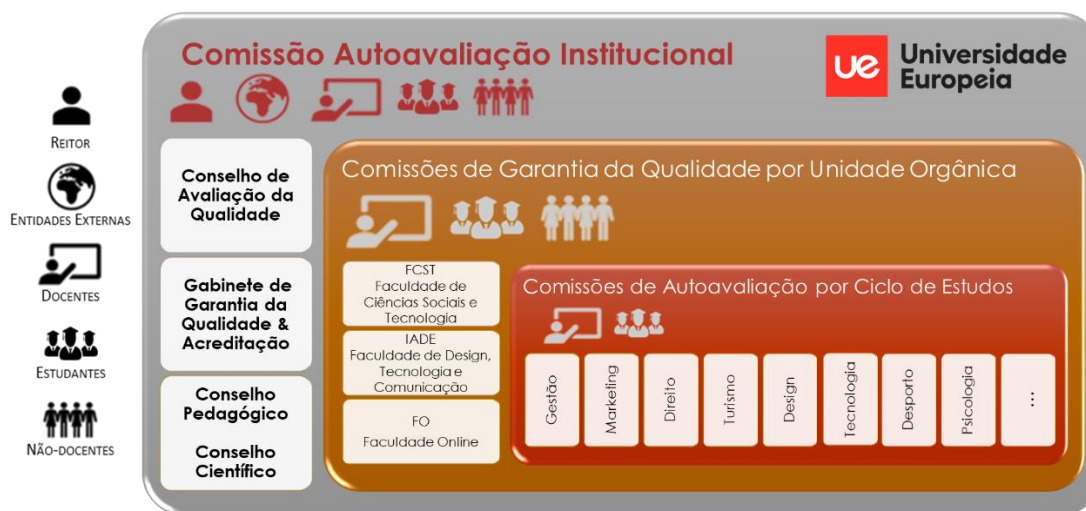 Comissão Autoavaliação Institucional
ue Universidade
Europeia
REITOR
ENTIDADES EXTERNAS
DOCENTES
ESTUDANTES
NÃO-DOCENTES
Conselho de
Avaliação da
Qualidade
Gabinete de
Garantia da
Qualidade &
Acreditação
Conselho
Pedagógico
Conselho
Científico
Comissões de Garantia da Qualidade por Unidade Orgânica
FCST
Faculdade de
Ciências Sociais e
Tecnologia
IADE
Faculdade de Design,
Tecnologia e
Comunicação
FO
Faculdade Online
Comissões de Autoavaliação por Ciclo de Estudos
Gestão
Marketing
Direito
Turismo
Design
Tecnologia
Desporto
Psicologia
...